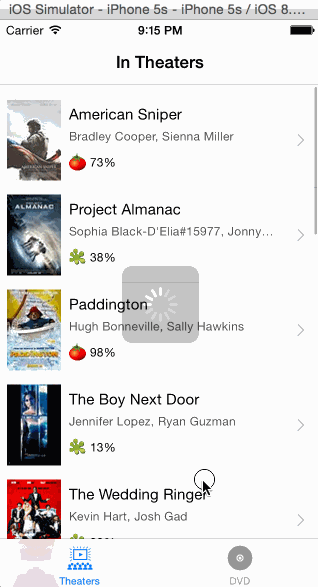 iOS Simulator - iPhone 5s - iPhone 5s / iOS 8....
Carrier 9:15 PM
In Theaters
American Sniper
Bradley Cooper, Sienna Miller
73%
Project Almanac
ALMANAC
Sophia Black-D'Elia#15977, Jonny...
38%
Paddington
Hugh Bonneville, Sally Hawkins
PADDINGTON
98%
The Boy Next Door
Jennifer Lopez, Ryan Guzman
13%
The Wedding Ringer
Kevin Hart, Josh Gad
Theaters
DVD